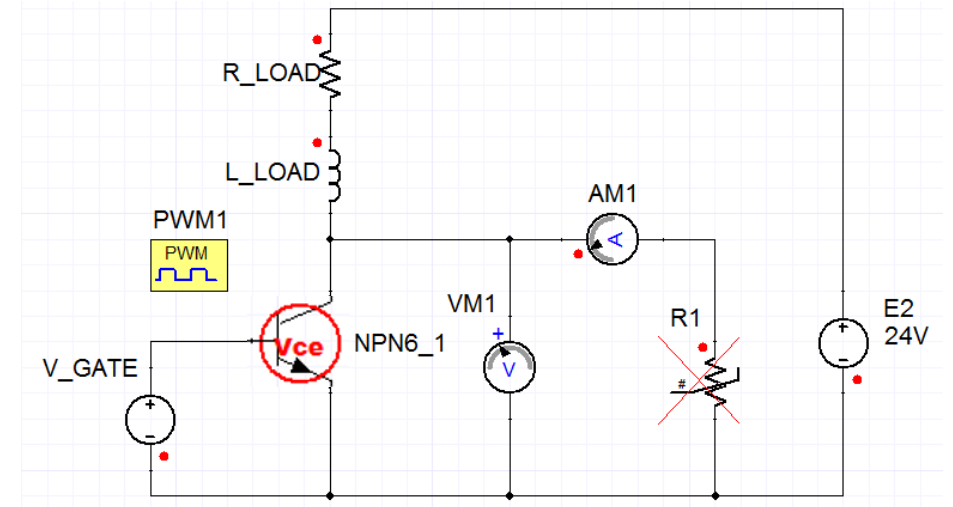 R_LOAD
L_LOAD
PWM1
PWM
AM1
A
VM1
+
V
R1
#
E2
24V
+
-
Vce
NPN6_1
V_GATE
+
-